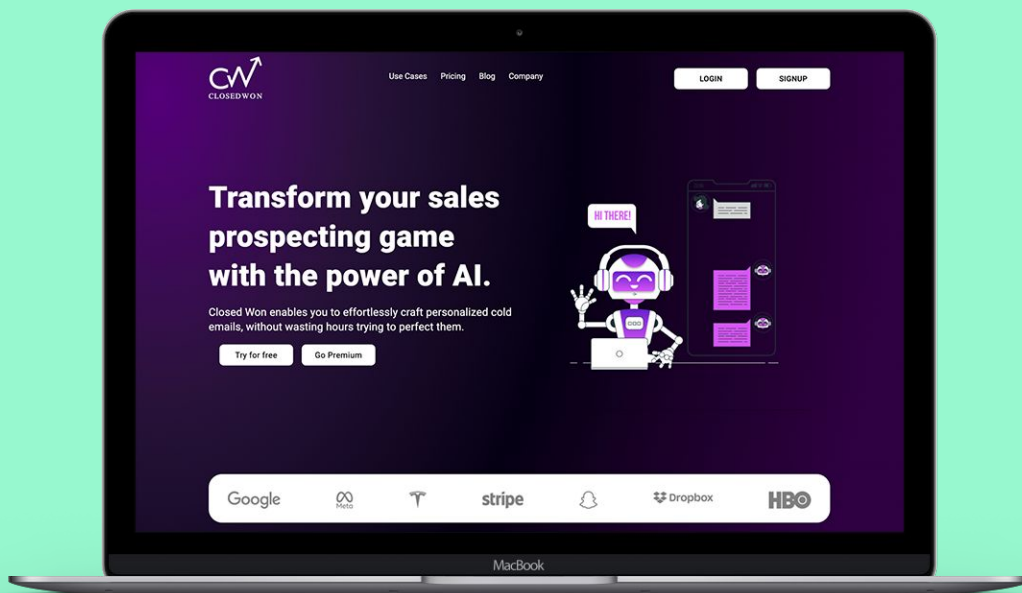 CW
CLOSEDWON
Use Cases Pricing Blog Company
LOGIN SIGNUP
Transform your sales
prospecting game
with the power of AI.
Closed Won enables you to effortlessly craft personalized cold
emails, without wasting hours trying to perfect them.
Try for free Go Premium
HI THERE!
Google Meta stripe Dropbox HBO
MacBook